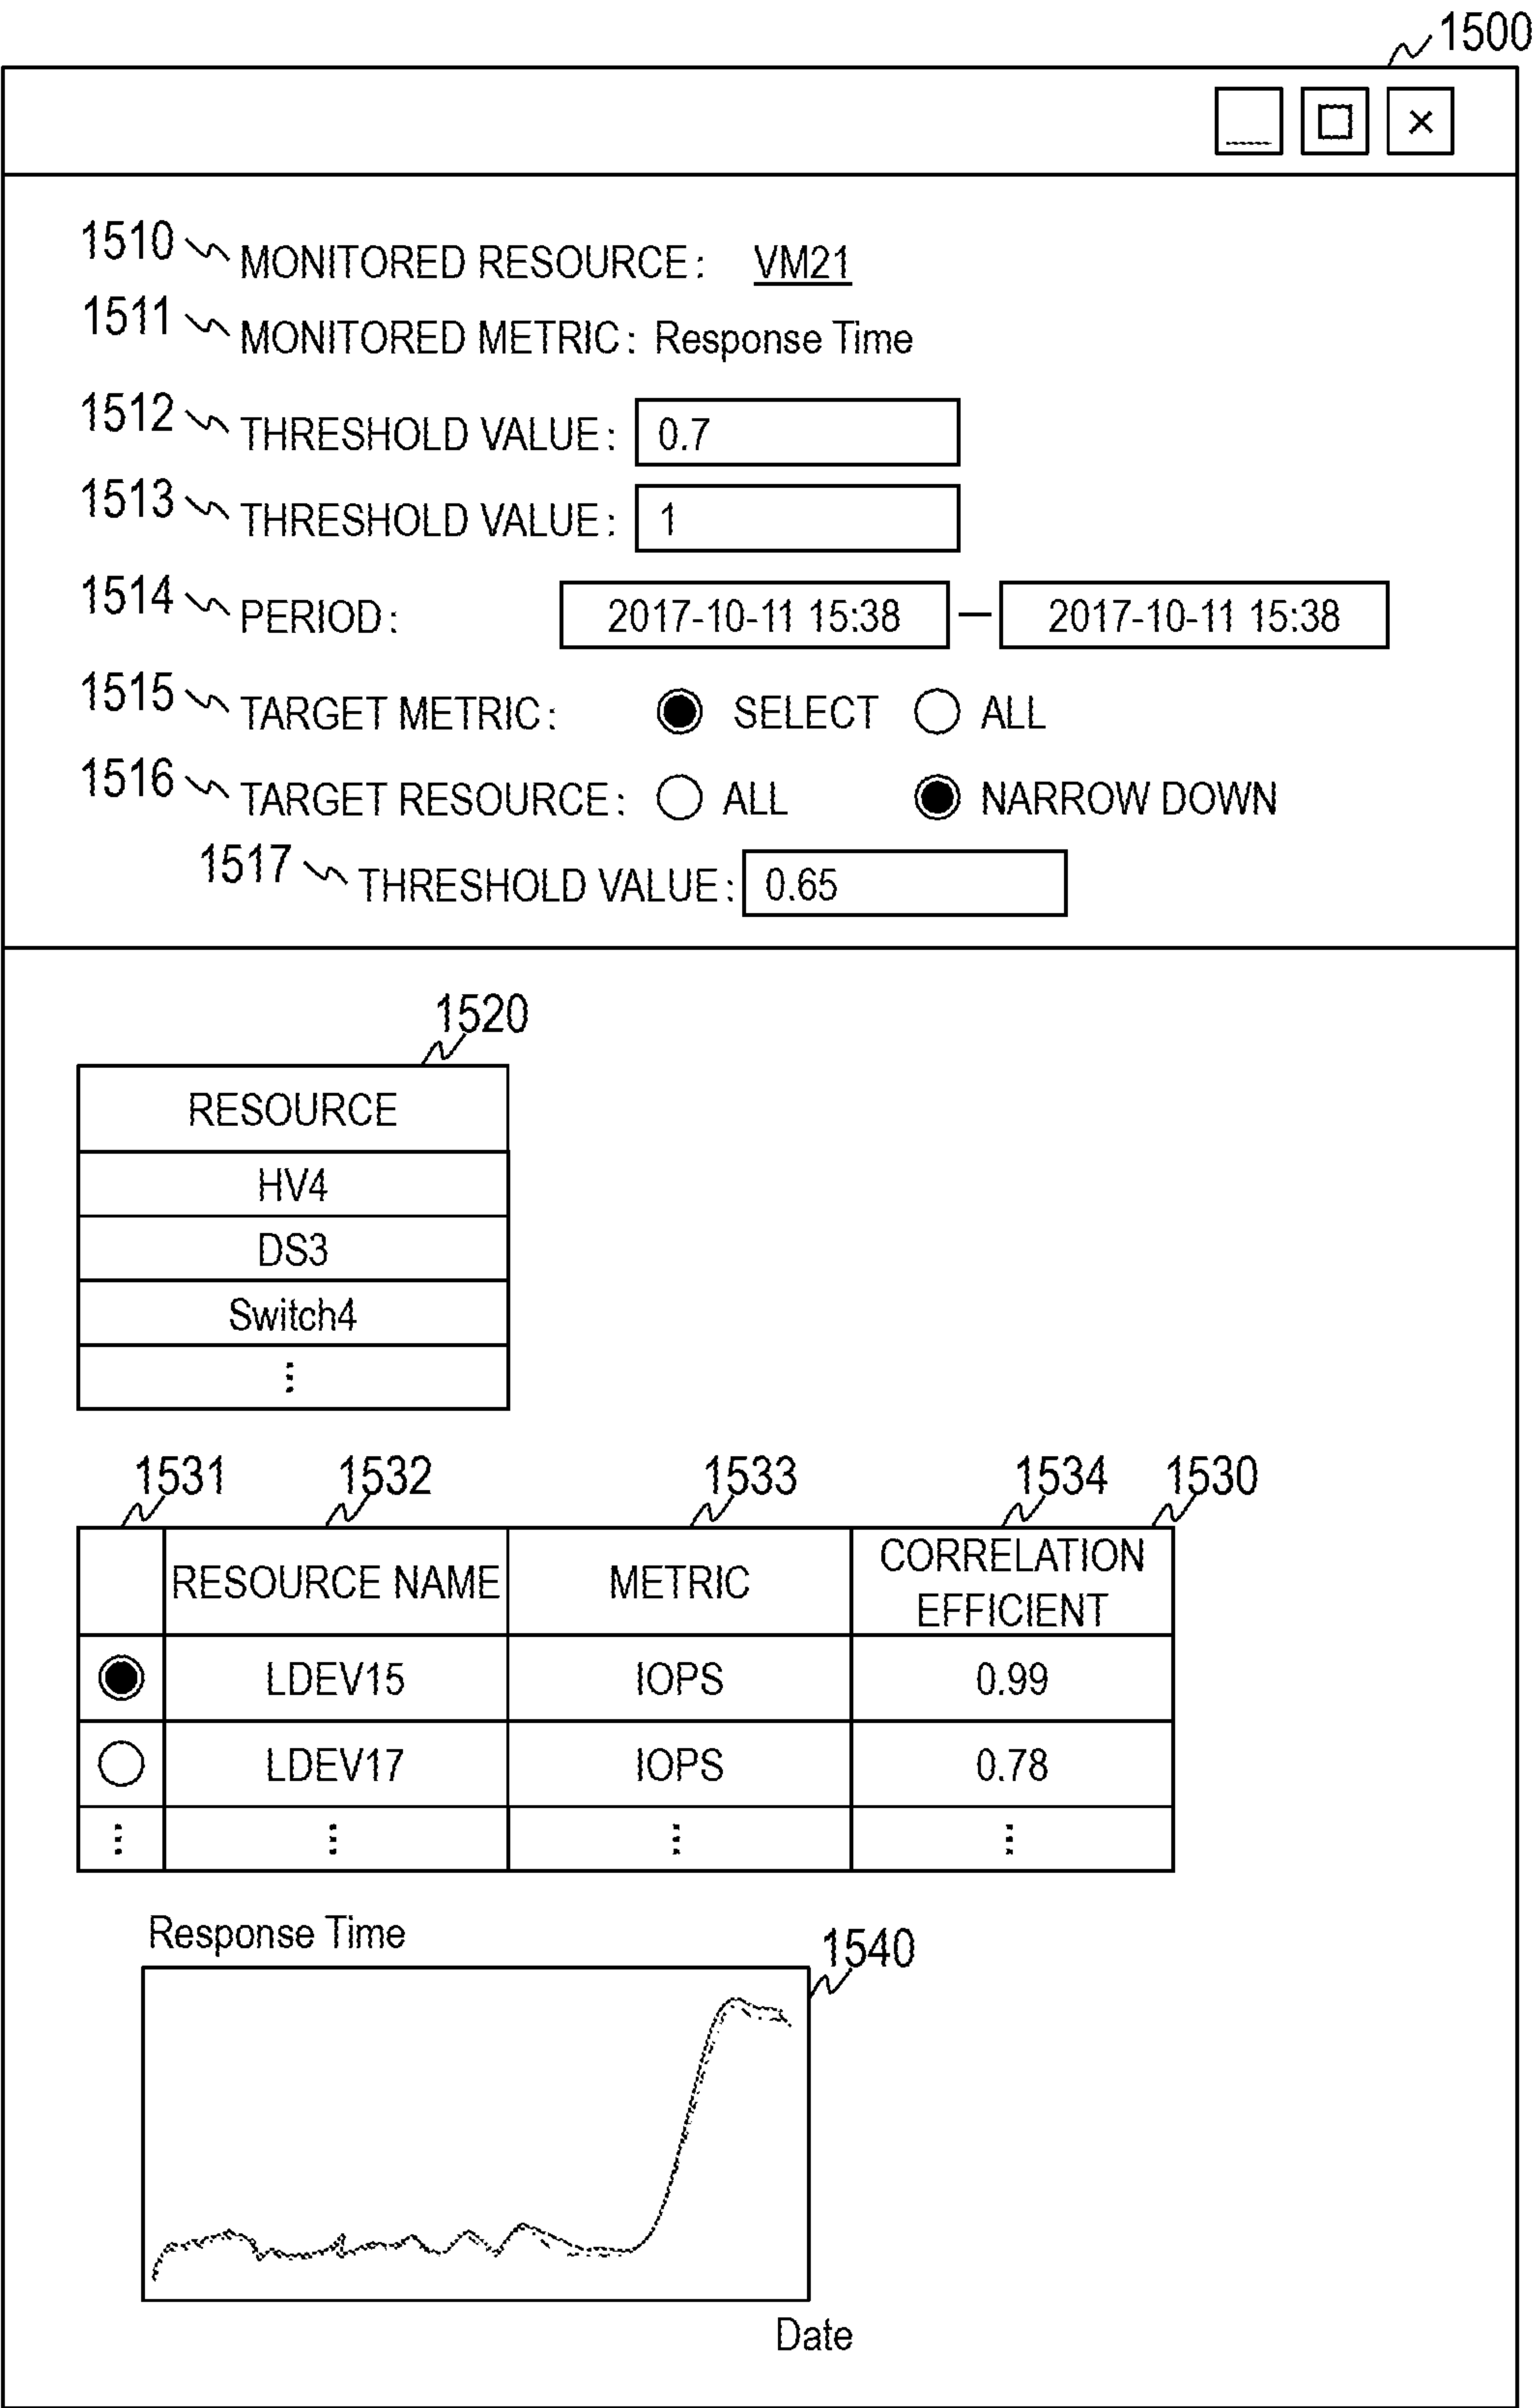 1500
×
1510 MONITORED RESOURCE: VM21
1511 MONITORED METRIC: Response Time
1512 THRESHOLD VALUE: 0.7
1513 THRESHOLD VALUE: 1
1514 PERIOD: 2017-10-11 15:38 — 2017-10-11 15:38
1515 TARGET METRIC: SELECT ALL
1516 TARGET RESOURCE: ALL NARROW DOWN
1517 THRESHOLD VALUE: 0.65
1520
RESOURCE
HV4
DS3
Switch4
⋮
1531 1532 1533 1534 1530
RESOURCE NAME METRIC CORRELATION
EFFICIENT
LDEV15 IOPS 0.99
LDEV17 IOPS 0.78
⋮ ⋮ ⋮ ⋮
Response Time
1540
Date